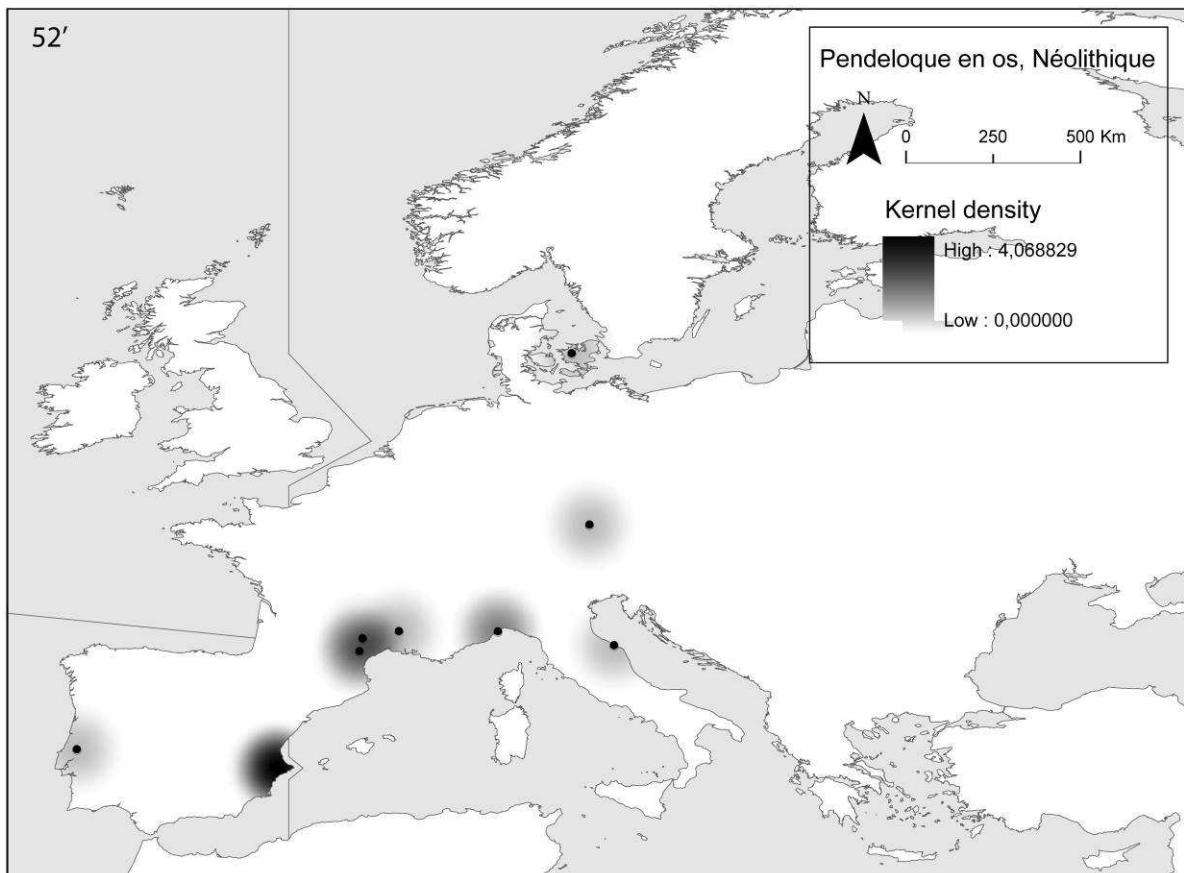 52’
Pendeloque en os, Néolithique
N
0 250 500 Km
Kernel density
High : 4,068829
Low : 0,000000